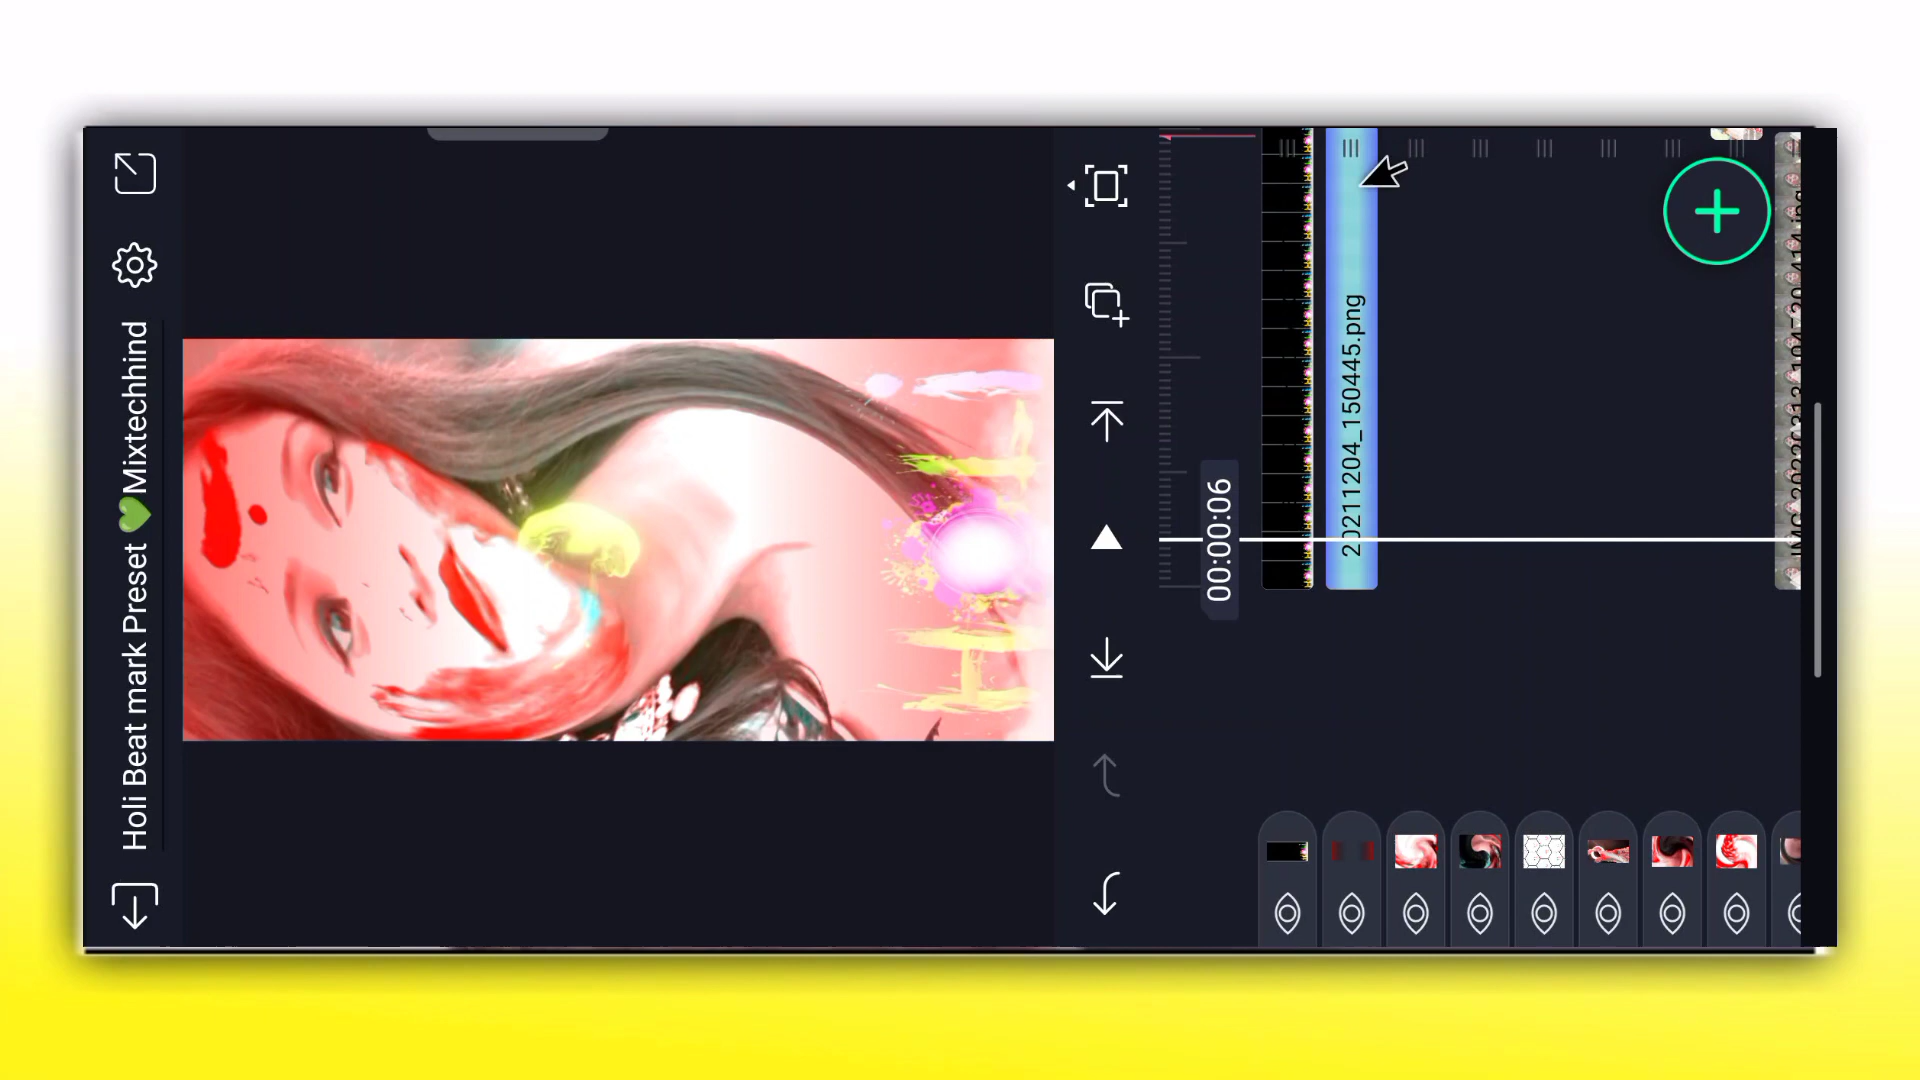 Holi Beat mark Preset 💚Mixtechhind
00:00:06
20211204_150445.png